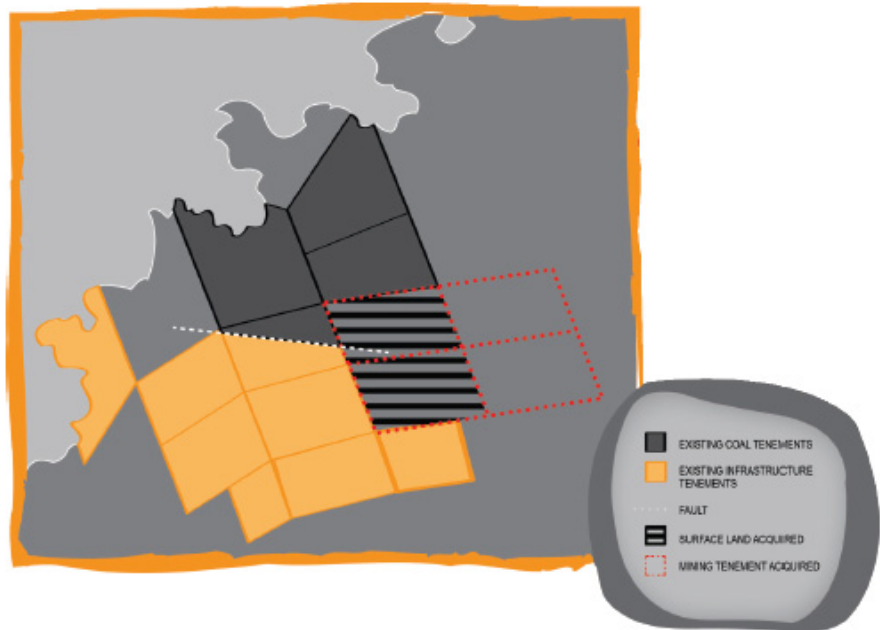 EXISTING COAL TENEMENTS
EXISTING INFRASTRUCTURE
TENEMENTS
FAULT
SURFACE LAND ACQUIRED
MINING TENEMENT ACQUIRED